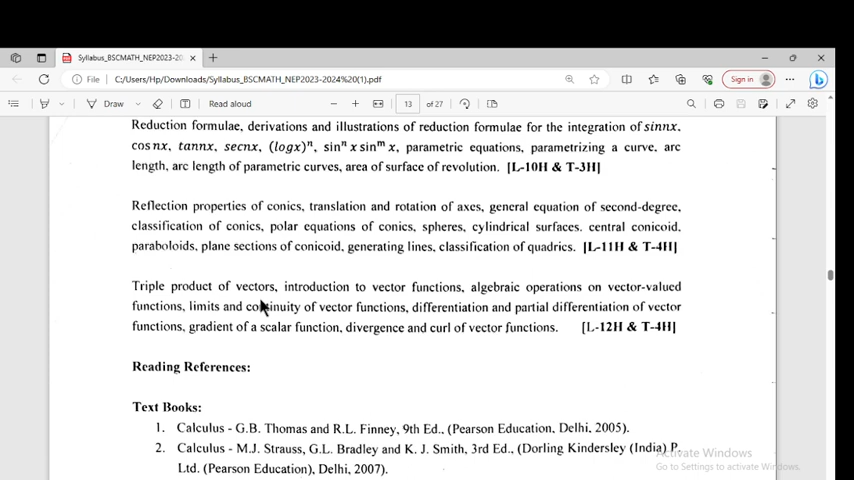 Syllabus_BSCMATH_NEP2023-20
File C:/Users/Hp/Downloads/Syllabus_BSCMATH_NEP2023-2024%20(1).pdf Sign in
Draw Read aloud 13 of 27
Reduction formulae, derivations and illustrations of reduction formulae for the integration of sinnx,
cosnx, tannx, secnx, (logx)ⁿ, sinⁿ x sinᵐ x, parametric equations, parametrizing a curve, arc
length, arc length of parametric curves, area of surface of revolution. [L-10H & T-3H]
Reflection properties of conics, translation and rotation of axes, general equation of second-degree,
classification of conics, polar equations of conics, spheres, cylindrical surfaces. central conicoid,
paraboloids, plane sections of conicoid, generating lines, classification of quadrics. [L-11H & T-4H]
Triple product of vectors, introduction to vector functions, algebraic operations on vector-valued
functions, limits and continuity of vector functions, differentiation and partial differentiation of vector
functions, gradient of a scalar function, divergence and curl of vector functions. [L-12H & T-4H]
Reading References:
Text Books:
1. Calculus - G.B. Thomas and R.L. Finney, 9th Ed., (Pearson Education, Delhi, 2005).
2. Calculus - M.J. Strauss, G.L. Bradley and K. J. Smith, 3rd Ed., (Dorling Kindersley (India) P.
Ltd. (Pearson Education), Delhi, 2007).
Activate Windows
Go to Settings to activate Windows.